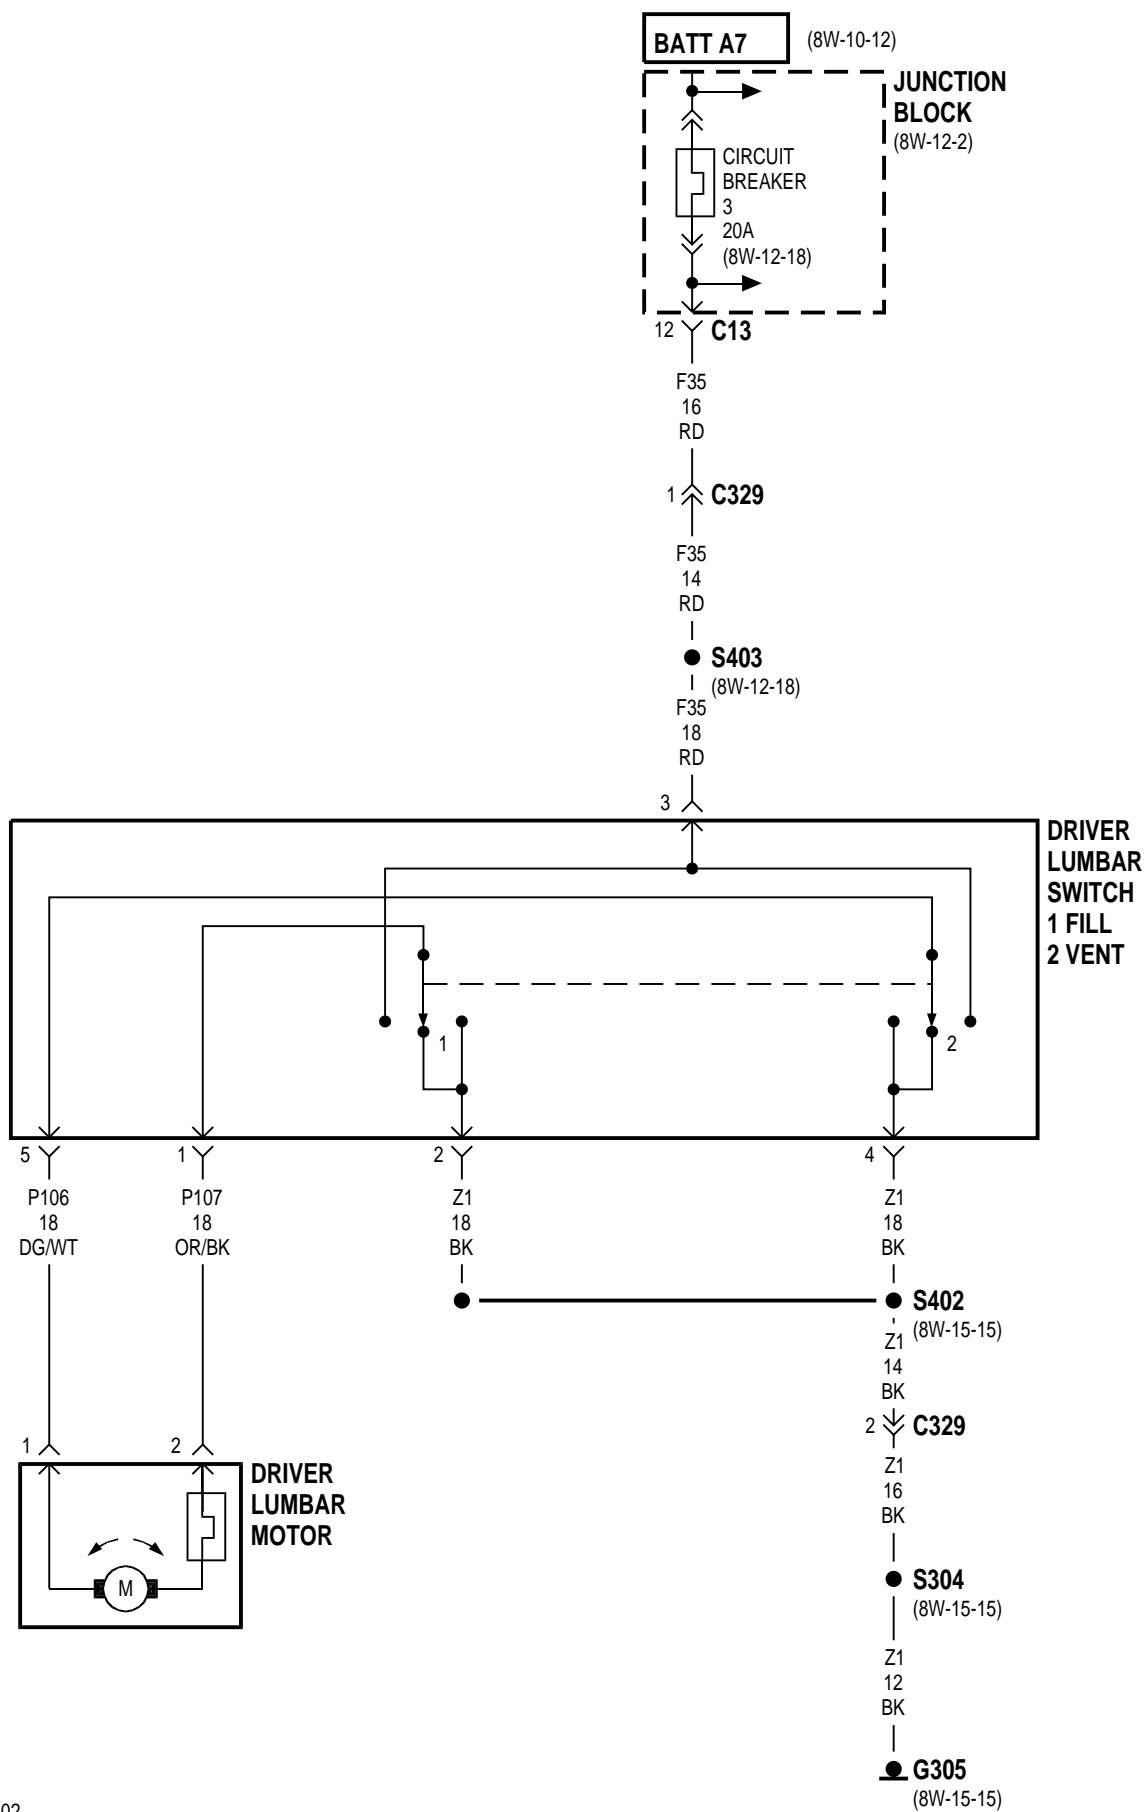 BATT A7
(8W-10-12)
JUNCTION
BLOCK
(8W-12-2)
CIRCUIT
BREAKER
3
20A
(8W-12-18)
12
C13
F35
16
RD
1
C329
F35
14
RD
S403
(8W-12-18)
F35
18
RD
3
DRIVER
LUMBAR
SWITCH
1 FILL
2 VENT
1
2
5
1
2
4
P106
18
DG/WT
P107
18
OR/BK
Z1
18
BK
Z1
18
BK
S402
(8W-15-15)
Z1
14
BK
2
C329
Z1
16
BK
1
2
DRIVER
LUMBAR
MOTOR
M
S304
(8W-15-15)
Z1
12
BK
G305
(8W-15-15)